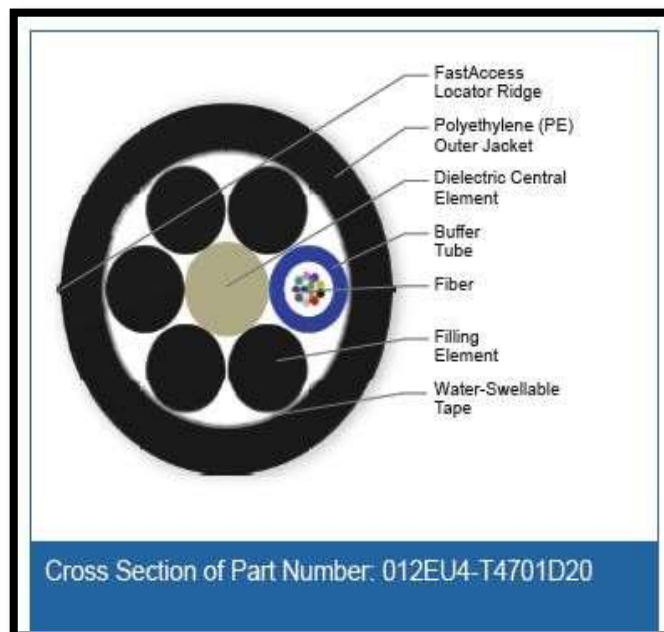 FastAccess
Locator Ridge
Polyethylene (PE)
Outer Jacket
Dielectric Central
Element
Buffer
Tube
Fiber
Filling
Element
Water-Swellable
Tape
Cross Section of Part Number: 012EU4-T4701D20